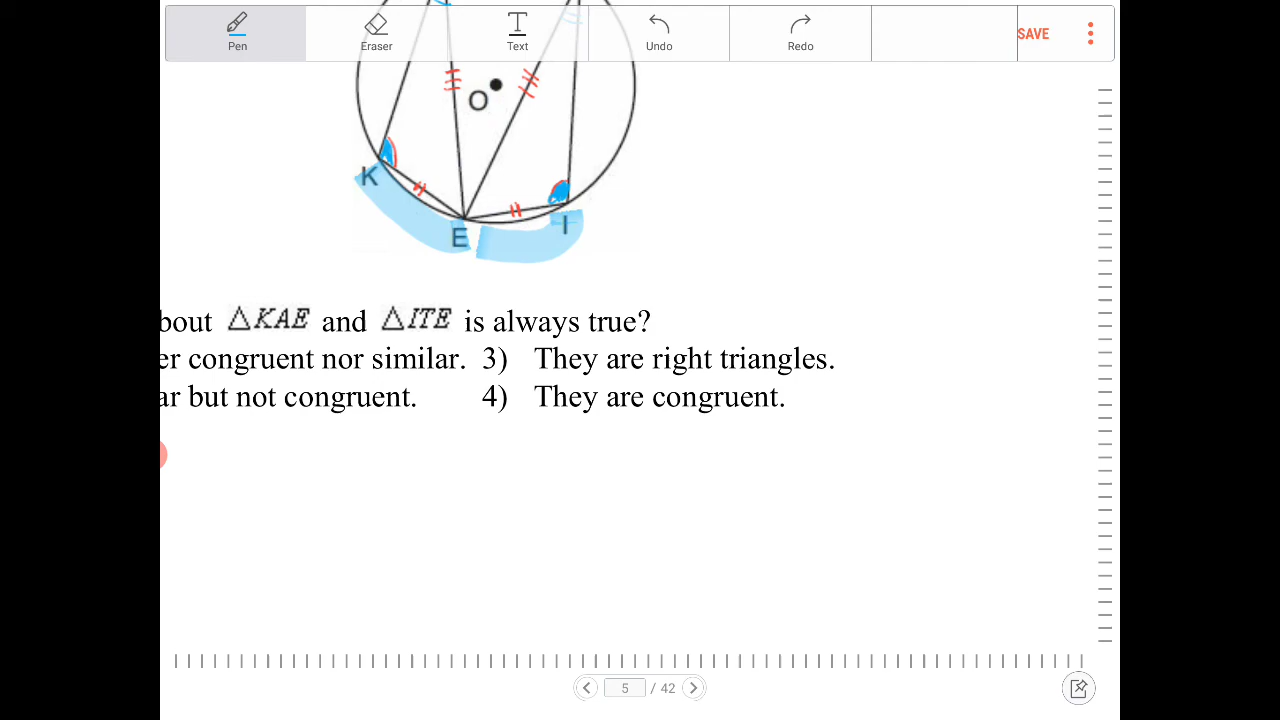 Pen Eraser Text Undo Redo SAVE
O
K
E
I
bout △KAE and △ITE is always true?
er congruent nor similar. 3) They are right triangles.
ar but not congruent. 4) They are congruent.
5 / 42